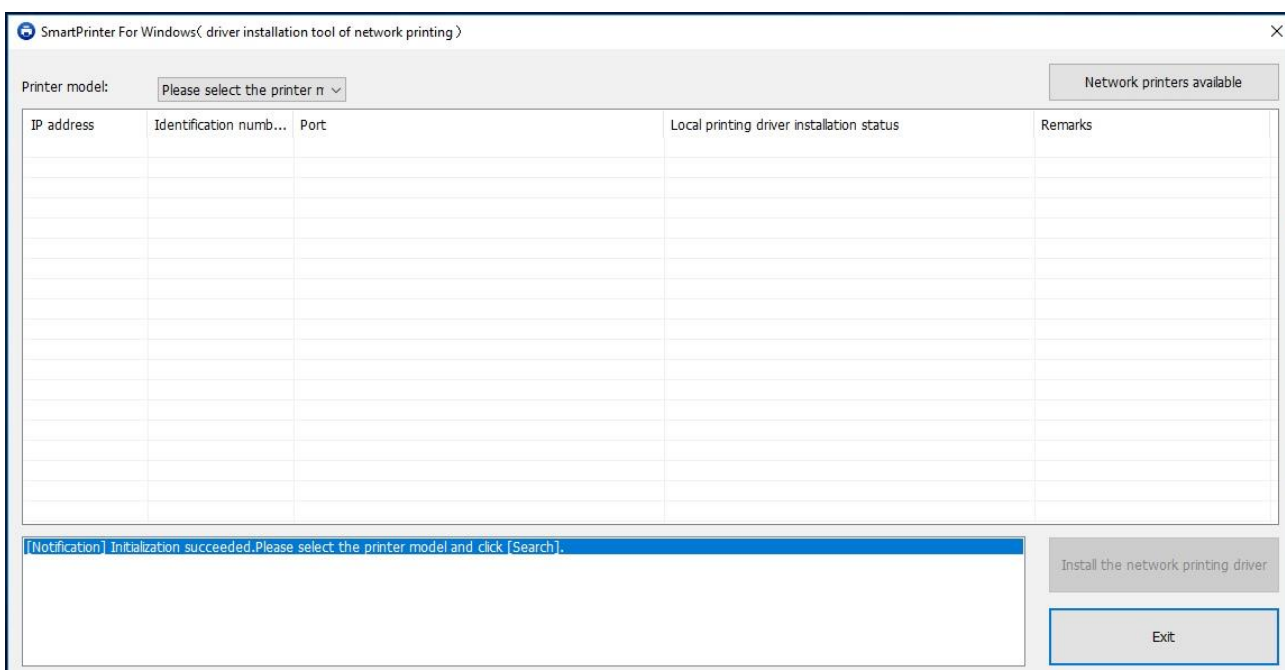 SmartPrinter For Windows( driver installation tool of network printing )
Printer model:
Please select the printer n
Network printers available
IP address Identification numb... Port Local printing driver installation status Remarks
[Notification] Initialization succeeded.Please select the printer model and click [Search].
Install the network printing driver
Exit